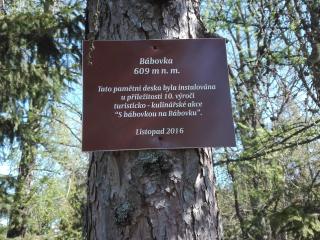 Bábovka
609 m n. m.
Tato pamětní deska byla instalována
u příležitosti 10. výročí
turisticko - kulinářské akce
"S bábovkou na Bábovku".
Listopad 2016